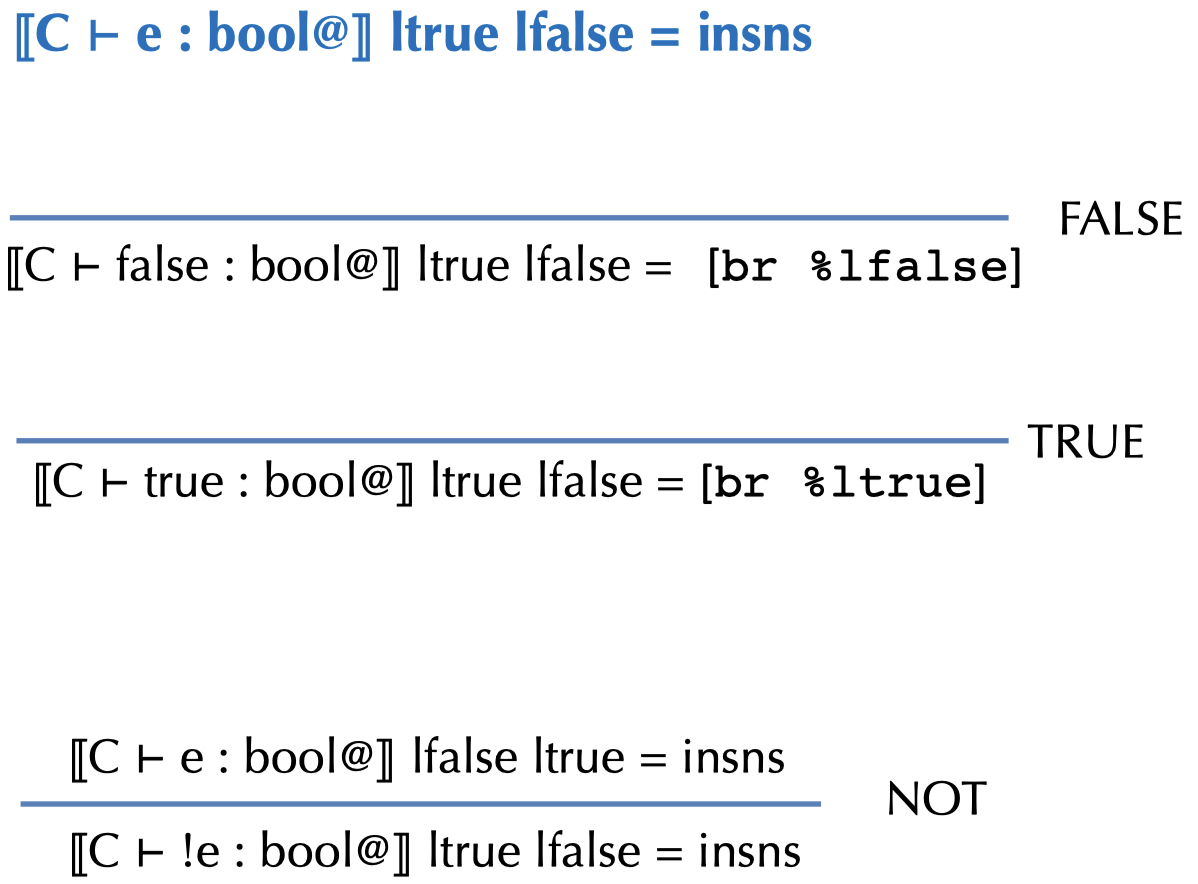 ⟦C ⊢ e : bool@⟧ ltrue lfalse = insns
FALSE
⟦C ⊢ false : bool@⟧ ltrue lfalse = [br %lfalse]
TRUE
⟦C ⊢ true : bool@⟧ ltrue lfalse = [br %ltrue]
⟦C ⊢ e : bool@⟧ lfalse ltrue = insns
NOT
⟦C ⊢ !e : bool@⟧ ltrue lfalse = insns